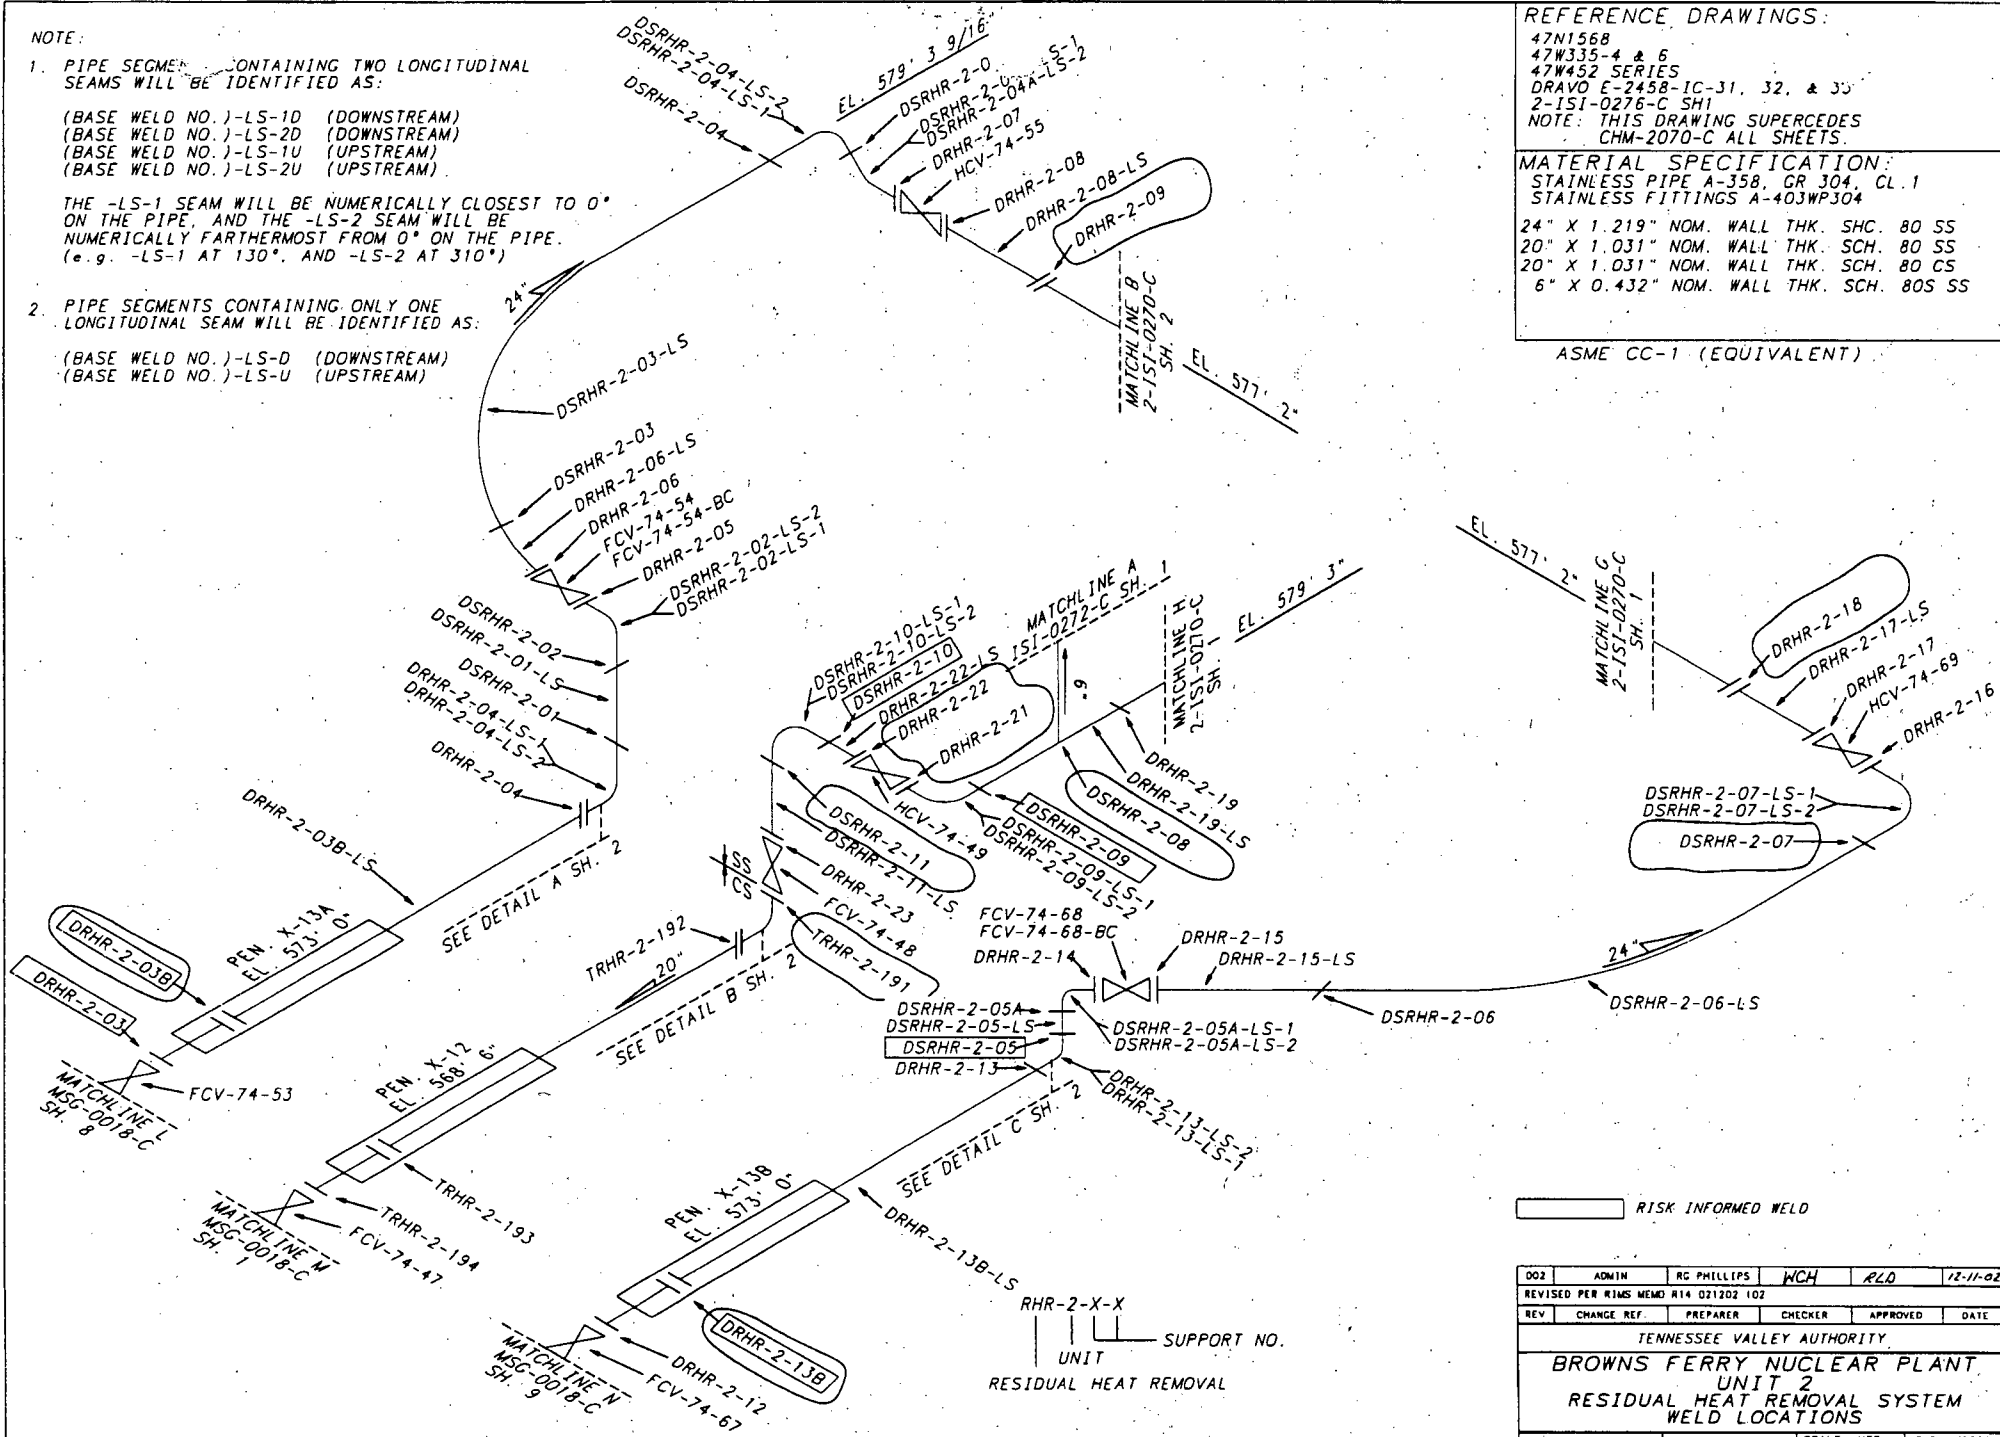 NOTE:
1. PIPE SEGMEN CONTAINING TWO LONGITUDINAL
SEAMS WILL BE IDENTIFIED AS:
(BASE WELD NO.)-LS-1D (DOWNSTREAM)
(BASE WELD NO.)-LS-2D (DOWNSTREAM)
(BASE WELD NO.)-LS-1U (UPSTREAM)
(BASE WELD NO.)-LS-2U (UPSTREAM)
THE -LS-1 SEAM WILL BE NUMERICALLY CLOSEST TO 0°
ON THE PIPE, AND THE -LS-2 SEAM WILL BE
NUMERICALLY FARTHERMOST FROM 0° ON THE PIPE.
(e.g. -LS-1 AT 130°, AND -LS-2 AT 310°)
2. PIPE SEGMENTS CONTAINING ONLY ONE
LONGITUDINAL SEAM WILL BE IDENTIFIED AS:
(BASE WELD NO.)-LS-D (DOWNSTREAM)
(BASE WELD NO.)-LS-U (UPSTREAM)
DSRHR-2-04-LS-2
DSRHR-2-04-LS-1
DSRHR-2-04
EL. 579' 3 9/16"
DSRHR-2-0
S-1
DSRHR-2-04A-LS-2
DRHR-2-07
HCV-74-55
DRHR-2-08
DRHR-2-08-LS
DRHR-2-09
MATCHLINE B
2-ISI-0270-C
SH. 2
EL. 577' 2"
24"
DSRHR-2-03-LS
DSRHR-2-03
DRHR-2-06-LS
DRHR-2-06
FCV-74-54
FCV-74-54-BC
DRHR-2-05
DSRHR-2-02-LS-2
DSRHR-2-02-LS-1
DSRHR-2-02
DSRHR-2-01-LS
DSRHR-2-01
DRHR-2-04-LS-1
DRHR-2-04-LS-2
DRHR-2-04
DRHR-2-03B-LS
SEE DETAIL A SH. 2
PEN. X-13A
EL. 573' 0"
DRHR-2-03B
DRHR-2-03
FCV-74-53
MATCHLINE L
MSG-0018-C
SH. 8
DSRHR-2-10-LS-1
DSRHR-2-10-LS-2
DSRHR-2-10
DRHR-2-22-LS
DRHR-2-22
DRHR-2-21
MATCHLINE A
ISI-0272-C SH. 1
6"
MATCHLINE H
2-ISI-0270-C
SH. 1
EL. 579' 3"
DRHR-2-19
DRHR-2-19-LS
DSRHR-2-08
DSRHR-2-09
DSRHR-2-09-LS-1
DSRHR-2-09-LS-2
HCV-74-49
DSRHR-2-11
DSRHR-2-11-LS
DRHR-2-23
FCV-74-48
TRHR-2-191
SS
CS
TRHR-2-192
20"
SEE DETAIL B SH. 2
PEN. X-12
EL. 568' 6"
TRHR-2-193
TRHR-2-194
FCV-74-47
MATCHLINE M
MSG-0018-C
SH. 1
EL. 577' 2"
MATCHLINE G
2-ISI-0270-C
SH. 1
DRHR-2-18
DRHR-2-17-LS
DRHR-2-17
HCV-74-69
DRHR-2-16
DSRHR-2-07-LS-1
DSRHR-2-07-LS-2
DSRHR-2-07
24"
DSRHR-2-06-LS
DSRHR-2-06
FCV-74-68
FCV-74-68-BC
DRHR-2-14
DRHR-2-15
DRHR-2-15-LS
DSRHR-2-05A
DSRHR-2-05-LS
DSRHR-2-05
DRHR-2-13
DSRHR-2-05A-LS-1
DSRHR-2-05A-LS-2
DRHR-2-13-LS-2
DRHR-2-13-LS-1
SEE DETAIL C SH. 2
PEN. X-13B
EL. 573' 0"
DRHR-2-13B-LS
DRHR-2-13B
DRHR-2-12
FCV-74-67
MATCHLINE N
MSG-0018-C
SH. 9
RHR-2-X-X
SUPPORT NO.
UNIT
RESIDUAL HEAT REMOVAL
REFERENCE DRAWINGS:
47N1568
47W335-4 & 6
47W452 SERIES
DRAVO E-2458-IC-31, 32, & 33
2-ISI-0276-C SH1
NOTE: THIS DRAWING SUPERCEDES
CHM-2070-C ALL SHEETS.
MATERIAL SPECIFICATION:
STAINLESS PIPE A-358, GR 304, CL.1
STAINLESS FITTINGS A-403WP304
24" X 1.219" NOM. WALL THK. SHC. 80 SS
20" X 1.031" NOM. WALL THK. SCH. 80 SS
20" X 1.031" NOM. WALL THK. SCH. 80 CS
6" X 0.432" NOM. WALL THK. SCH. 80S SS
ASME CC-1 (EQUIVALENT)
RISK INFORMED WELD
002 ADMIN RG PHILLIPS WCH RLD 12-11-02
REVISED PER RIMS MEMO R14 021202 102
REV CHANGE REF. PREPARER CHECKER APPROVED DATE
TENNESSEE VALLEY AUTHORITY
BROWNS FERRY NUCLEAR PLANT
UNIT 2
RESIDUAL HEAT REMOVAL SYSTEM
WELD LOCATIONS